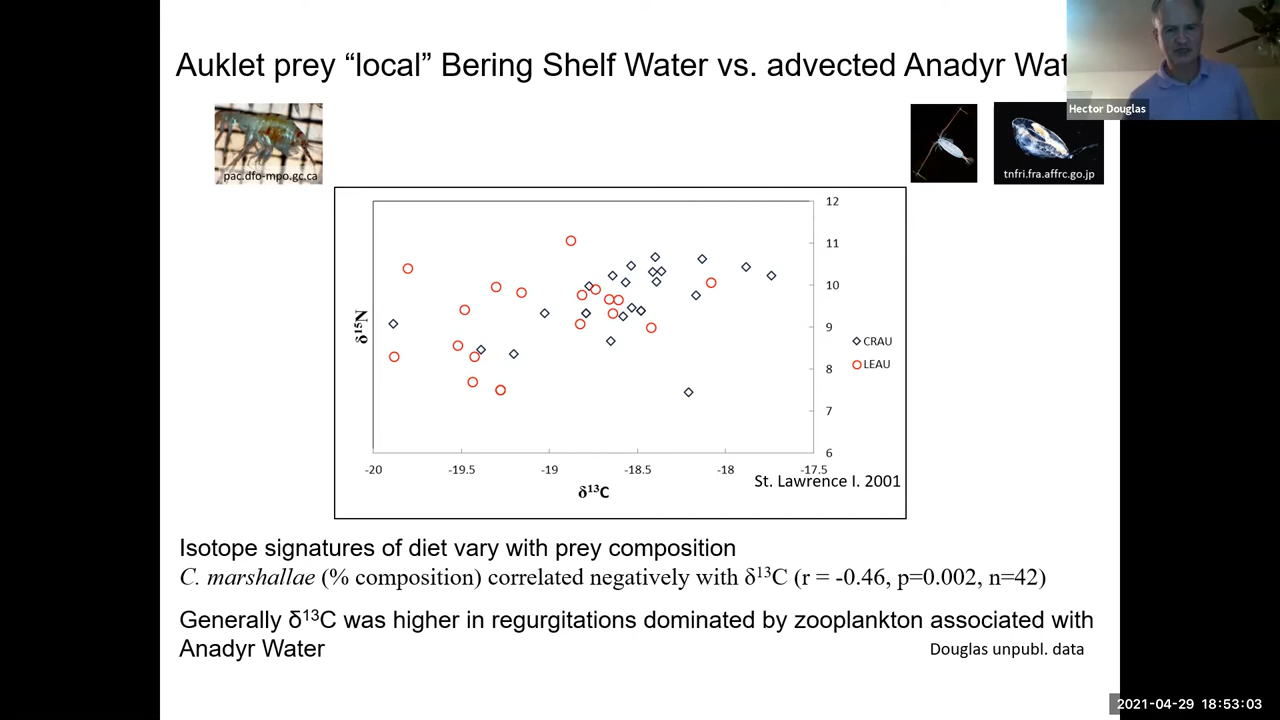 Auklet prey “local” Bering Shelf Water vs. advected Anadyr Wat
Hector Douglas
pac.dfo-mpo.gc.ca
tnfri.fra.affrc.go.jp
12
11
10
9
8
7
6
δ¹⁵N
CRAU
LEAU
-20
-19.5
-19
-18.5
-18
-17.5
δ¹³C
St. Lawrence I. 2001
Isotope signatures of diet vary with prey composition
C. marshallae (% composition) correlated negatively with δ¹³C (r = -0.46, p=0.002, n=42)
Generally δ¹³C was higher in regurgitations dominated by zooplankton associated with
Anadyr Water
Douglas unpubl. data
2021-04-29 18:53:03